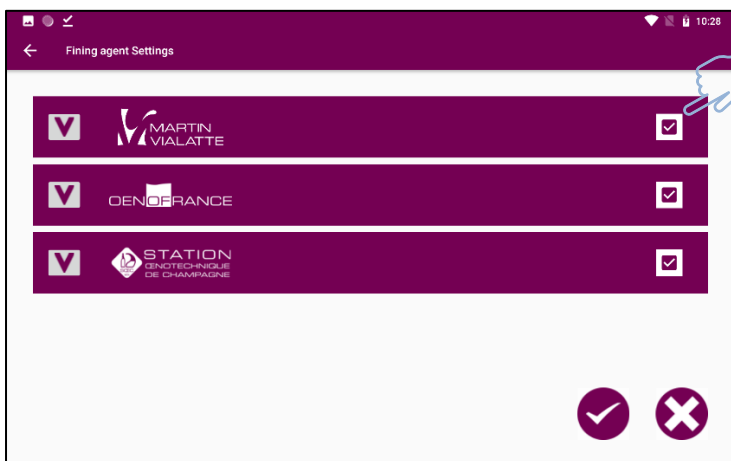 10:28
Fining agent Settings
V MARTIN
VIALATTE
V OENOFRANCE
V STATION
ŒNOTECHNIQUE
DE CHAMPAGNE